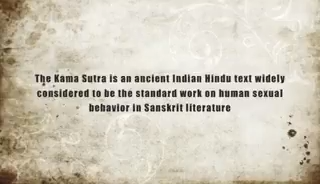 The Kama Sutra is an ancient Indian Hindu text widely
considered to be the standard work on human sexual
behavior in Sanskrit literature